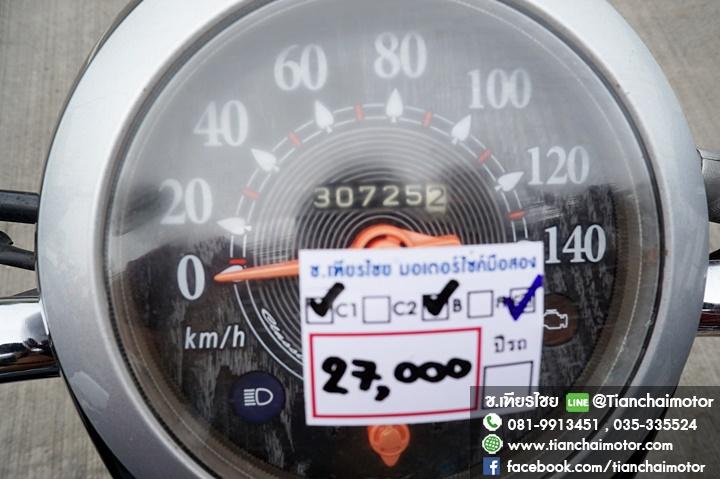 0 20 40 60 80 100 120 140
307252
km/h
ช.เทียรไชย มอเตอร์ไซค์มือสอง
C1 C2 B
27,000
ปีรถ
ช.เทียรไชย LINE @Tianchaimotor
081-9913451 , 035-335524
www.tianchaimotor.com
facebook.com/tianchaimotor